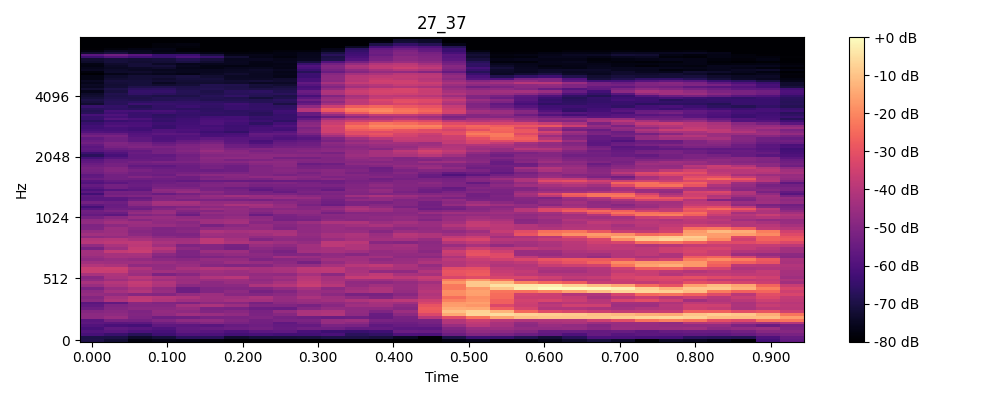 27_37
Hz
4096
2048
1024
512
0
0.000 0.100 0.200 0.300 0.400 0.500 0.600 0.700 0.800 0.900
Time
+0 dB
-10 dB
-20 dB
-30 dB
-40 dB
-50 dB
-60 dB
-70 dB
-80 dB